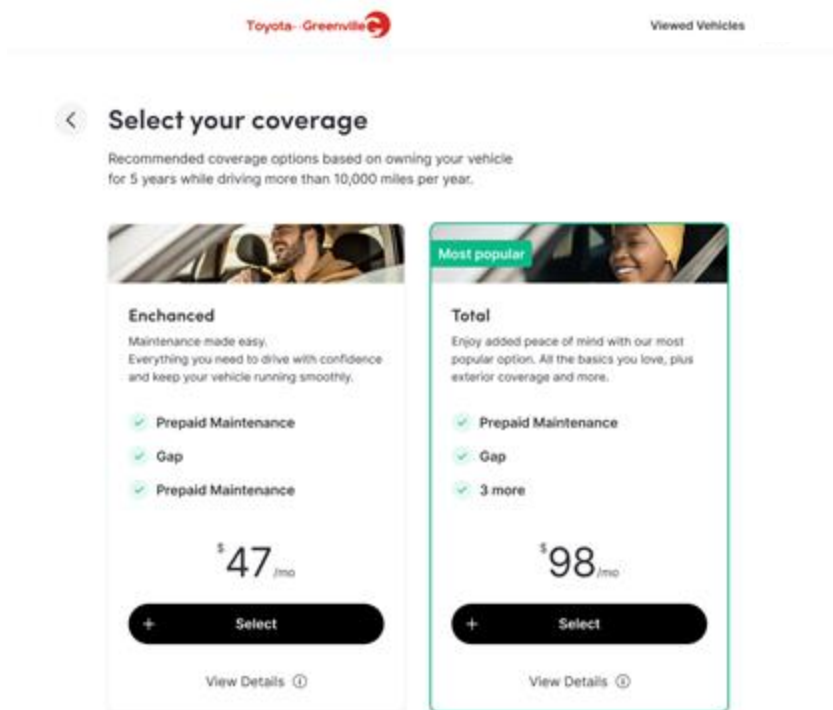 Toyota of Greenville
Viewed Vehicles
Select your coverage
Recommended coverage options based on owning your vehicle
for 5 years while driving more than 10,000 miles per year.
Enchanced
Maintenance made easy.
Everything you need to drive with confidence
and keep your vehicle running smoothly.
Prepaid Maintenance
Gap
Prepaid Maintenance
$47/mo
+ Select
View Details
Most popular
Total
Enjoy added peace of mind with our most
popular option. All the basics you love, plus
exterior coverage and more.
Prepaid Maintenance
Gap
3 more
$98/mo
+ Select
View Details